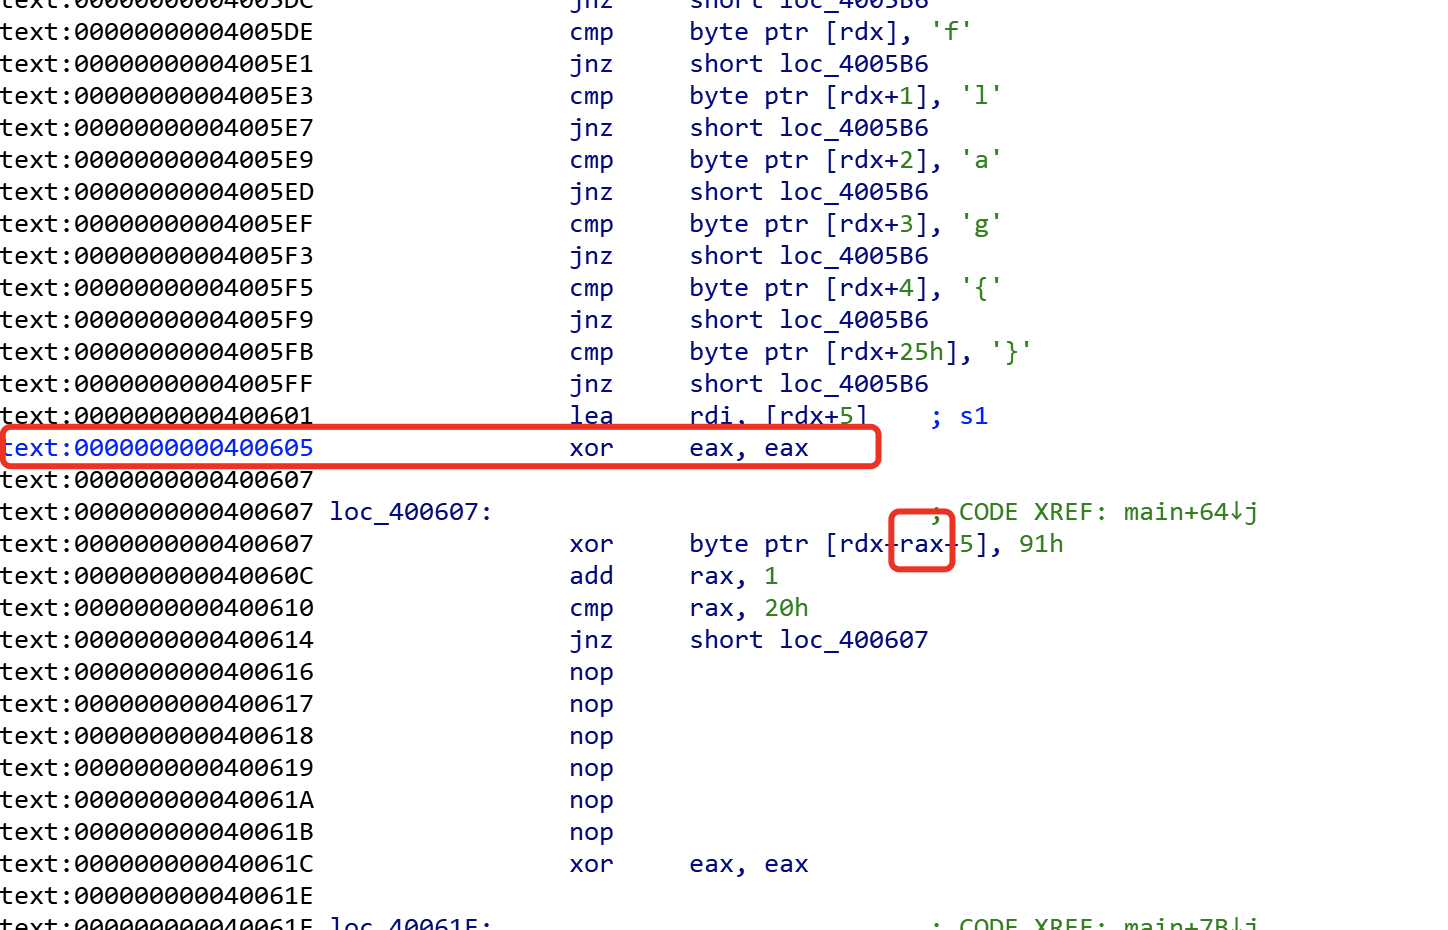 text:00000000004005DC jnz short loc_4005B6
text:00000000004005DE cmp byte ptr [rdx], 'f'
text:00000000004005E1 jnz short loc_4005B6
text:00000000004005E3 cmp byte ptr [rdx+1], 'l'
text:00000000004005E7 jnz short loc_4005B6
text:00000000004005E9 cmp byte ptr [rdx+2], 'a'
text:00000000004005ED jnz short loc_4005B6
text:00000000004005EF cmp byte ptr [rdx+3], 'g'
text:00000000004005F3 jnz short loc_4005B6
text:00000000004005F5 cmp byte ptr [rdx+4], '{'
text:00000000004005F9 jnz short loc_4005B6
text:00000000004005FB cmp byte ptr [rdx+25h], '}'
text:00000000004005FF jnz short loc_4005B6
text:0000000000400601 lea rdi, [rdx+5] ; s1
text:0000000000400605 xor eax, eax
text:0000000000400607
text:0000000000400607 loc_400607: ; CODE XREF: main+64↓j
text:0000000000400607 xor byte ptr [rdx+rax+5], 91h
text:000000000040060C add rax, 1
text:0000000000400610 cmp rax, 20h
text:0000000000400614 jnz short loc_400607
text:0000000000400616 nop
text:0000000000400617 nop
text:0000000000400618 nop
text:0000000000400619 nop
text:000000000040061A nop
text:000000000040061B nop
text:000000000040061C xor eax, eax
text:000000000040061E
text:000000000040061E loc_40061E: ; CODE XREF: main+7B↓j